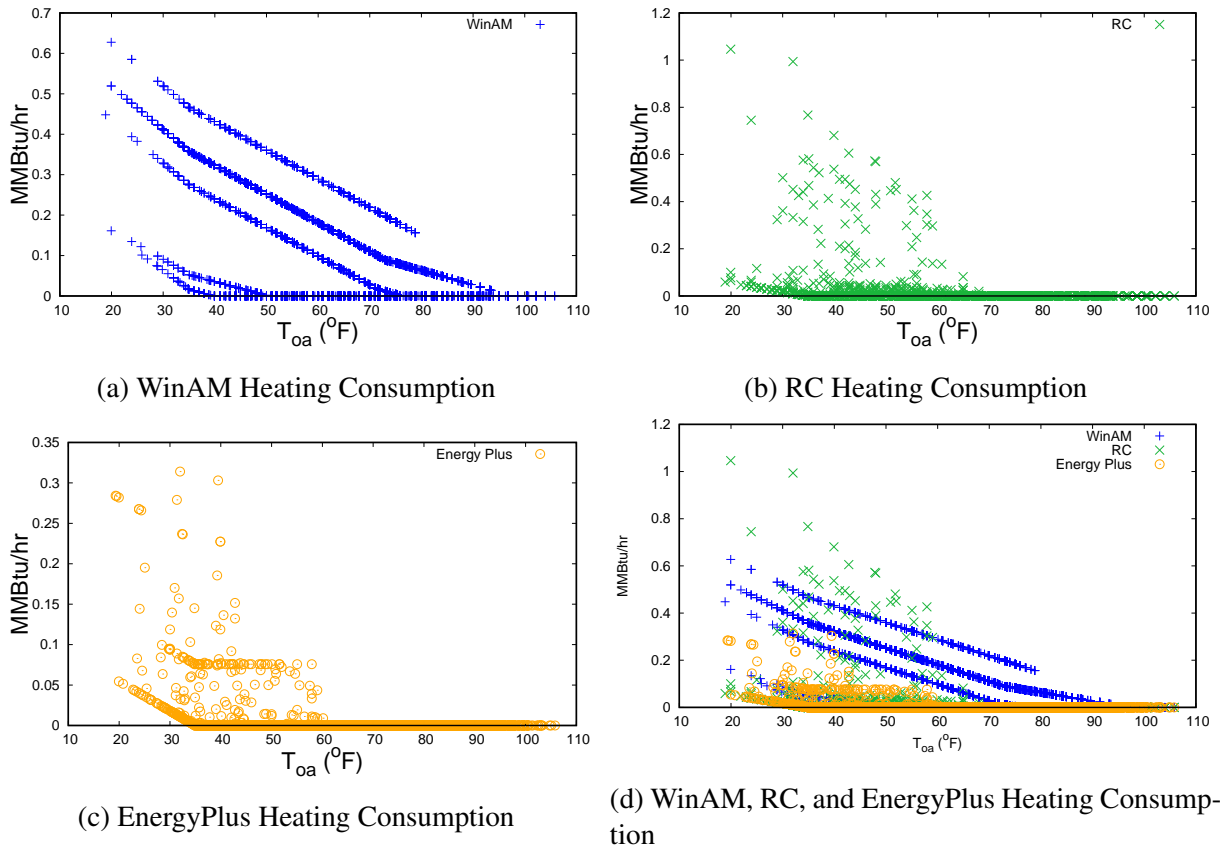 0.7
0.6
0.5
0.4
0.3
0.2
0.1
0
MMBtu/hr
WinAM
10 20 30 40 50 60 70 80 90 100 110
Toa (oF)
(a) WinAM Heating Consumption
1.2
1
0.8
0.6
0.4
0.2
0
MMBtu/hr
RC
10 20 30 40 50 60 70 80 90 100 110
Toa (oF)
(b) RC Heating Consumption
0.35
0.3
0.25
0.2
0.15
0.1
0.05
0
MMBtu/hr
Energy Plus
10 20 30 40 50 60 70 80 90 100 110
Toa (oF)
(c) EnergyPlus Heating Consumption
1.2
1
0.8
0.6
0.4
0.2
0
MMBtu/hr
WinAM
RC
Energy Plus
10 20 30 40 50 60 70 80 90 100 110
Toa (oF)
(d) WinAM, RC, and EnergyPlus Heating Consump-
tion